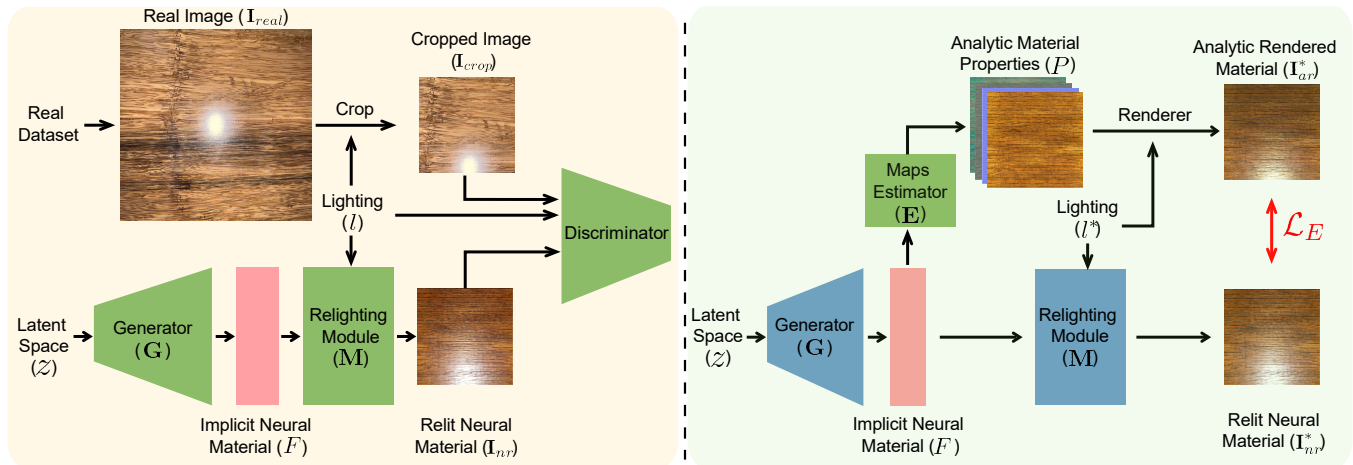 Real Image (I_real)
Real
Dataset
Crop
Cropped Image
(I_crop)
Lighting
(l)
Discriminator
Latent
Space
(z)
Generator
(G)
Relighting
Module
(M)
Implicit Neural
Material (F)
Relit Neural
Material (I_nr)
Analytic Material
Properties (P)
Analytic Rendered
Material (I*_ar)
Renderer
Maps
Estimator
(E)
Lighting
(l*)
L_E
Latent
Space
(z)
Generator
(G)
Relighting
Module
(M)
Implicit Neural
Material (F)
Relit Neural
Material (I*_nr)